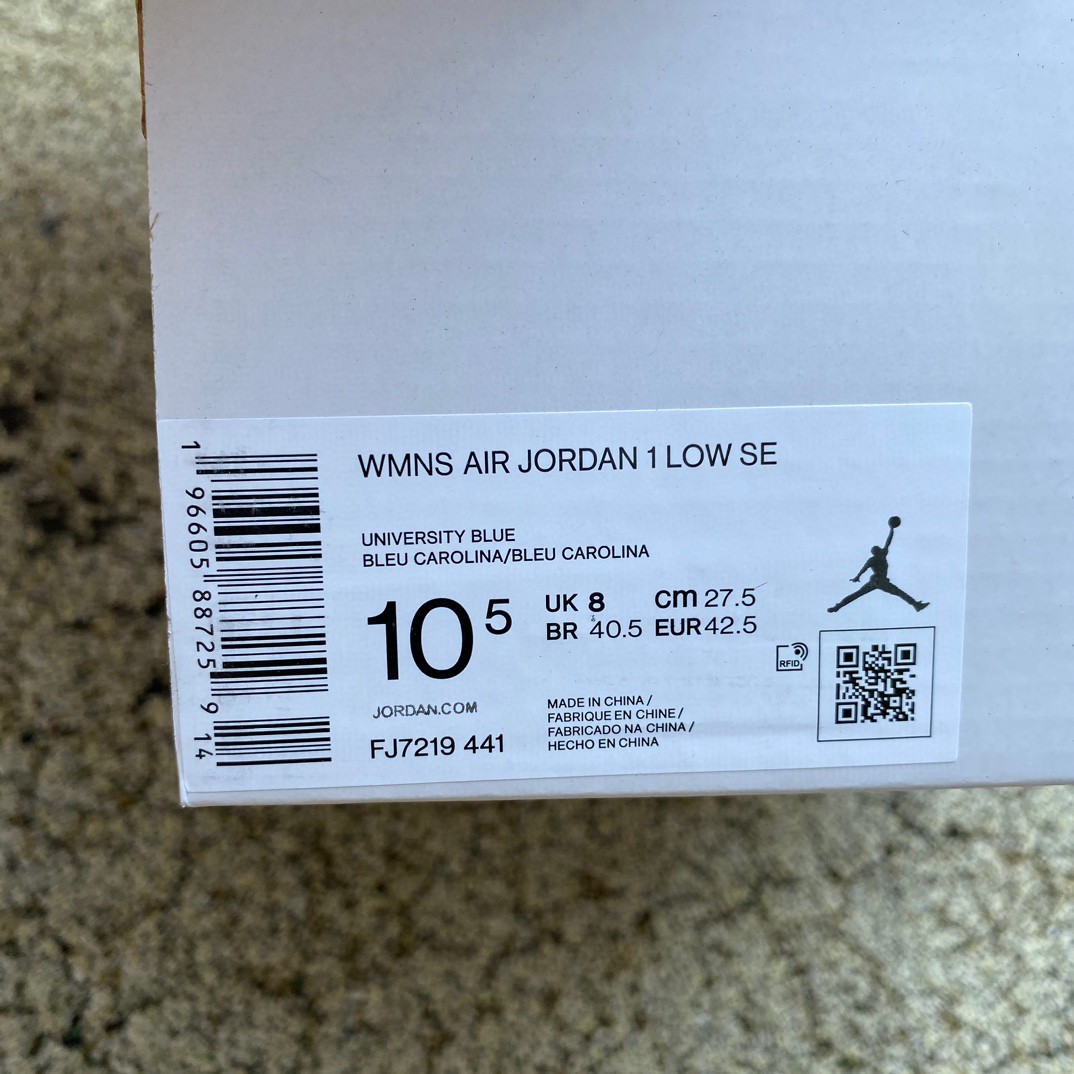 WMNS AIR JORDAN 1 LOW SE
UNIVERSITY BLUE
BLEU CAROLINA/BLEU CAROLINA
10 5
UK 8 cm 27.5
BR 40.5 EUR 42.5
RFID
JORDAN.COM
FJ7219 441
MADE IN CHINA /
FABRIQUE EN CHINE /
FABRICADO NA CHINA /
HECHO EN CHINA
1 96605 88725 9 14